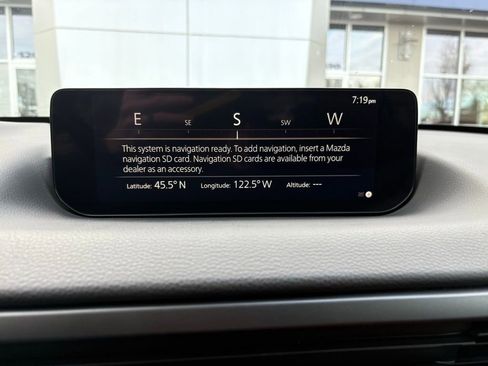 7:19pm
E SE S SW W
This system is navigation ready. To add navigation, insert a Mazda
navigation SD card. Navigation SD cards are available from your
dealer as an accessory.
Latitude: 45.5° N Longitude: 122.5° W Altitude: ---